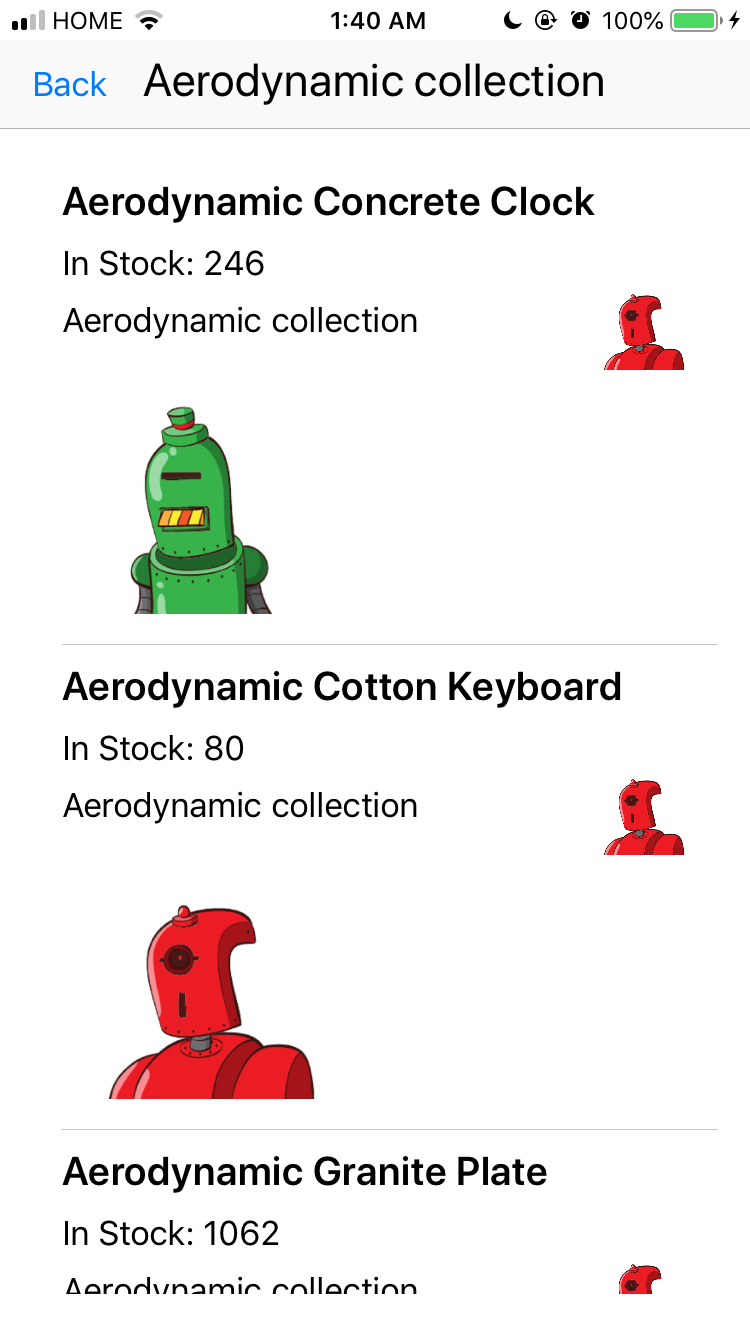 HOME 1:40 AM 100%
Back Aerodynamic collection
Aerodynamic Concrete Clock
In Stock: 246
Aerodynamic collection
Aerodynamic Cotton Keyboard
In Stock: 80
Aerodynamic collection
Aerodynamic Granite Plate
In Stock: 1062
Aerodynamic collection